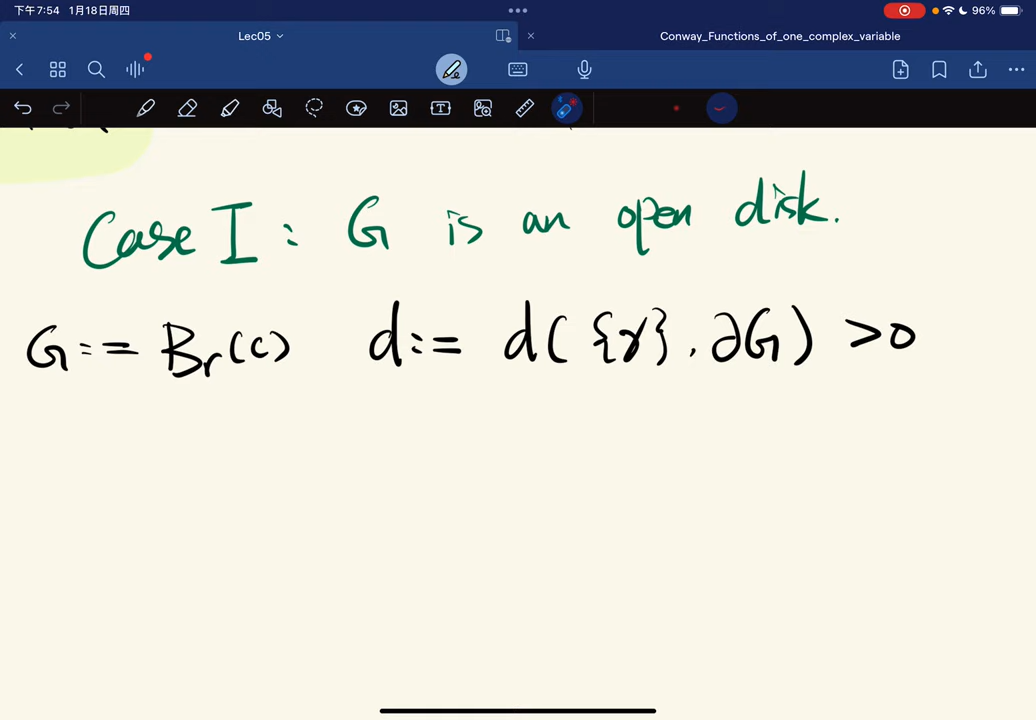 下午7:54 1月18日周四
96%
Lec05
Conway_Functions_of_one_complex_variable
Case I : G is an open disk.
G := B_r(c) d := d({γ}, ∂G) >0